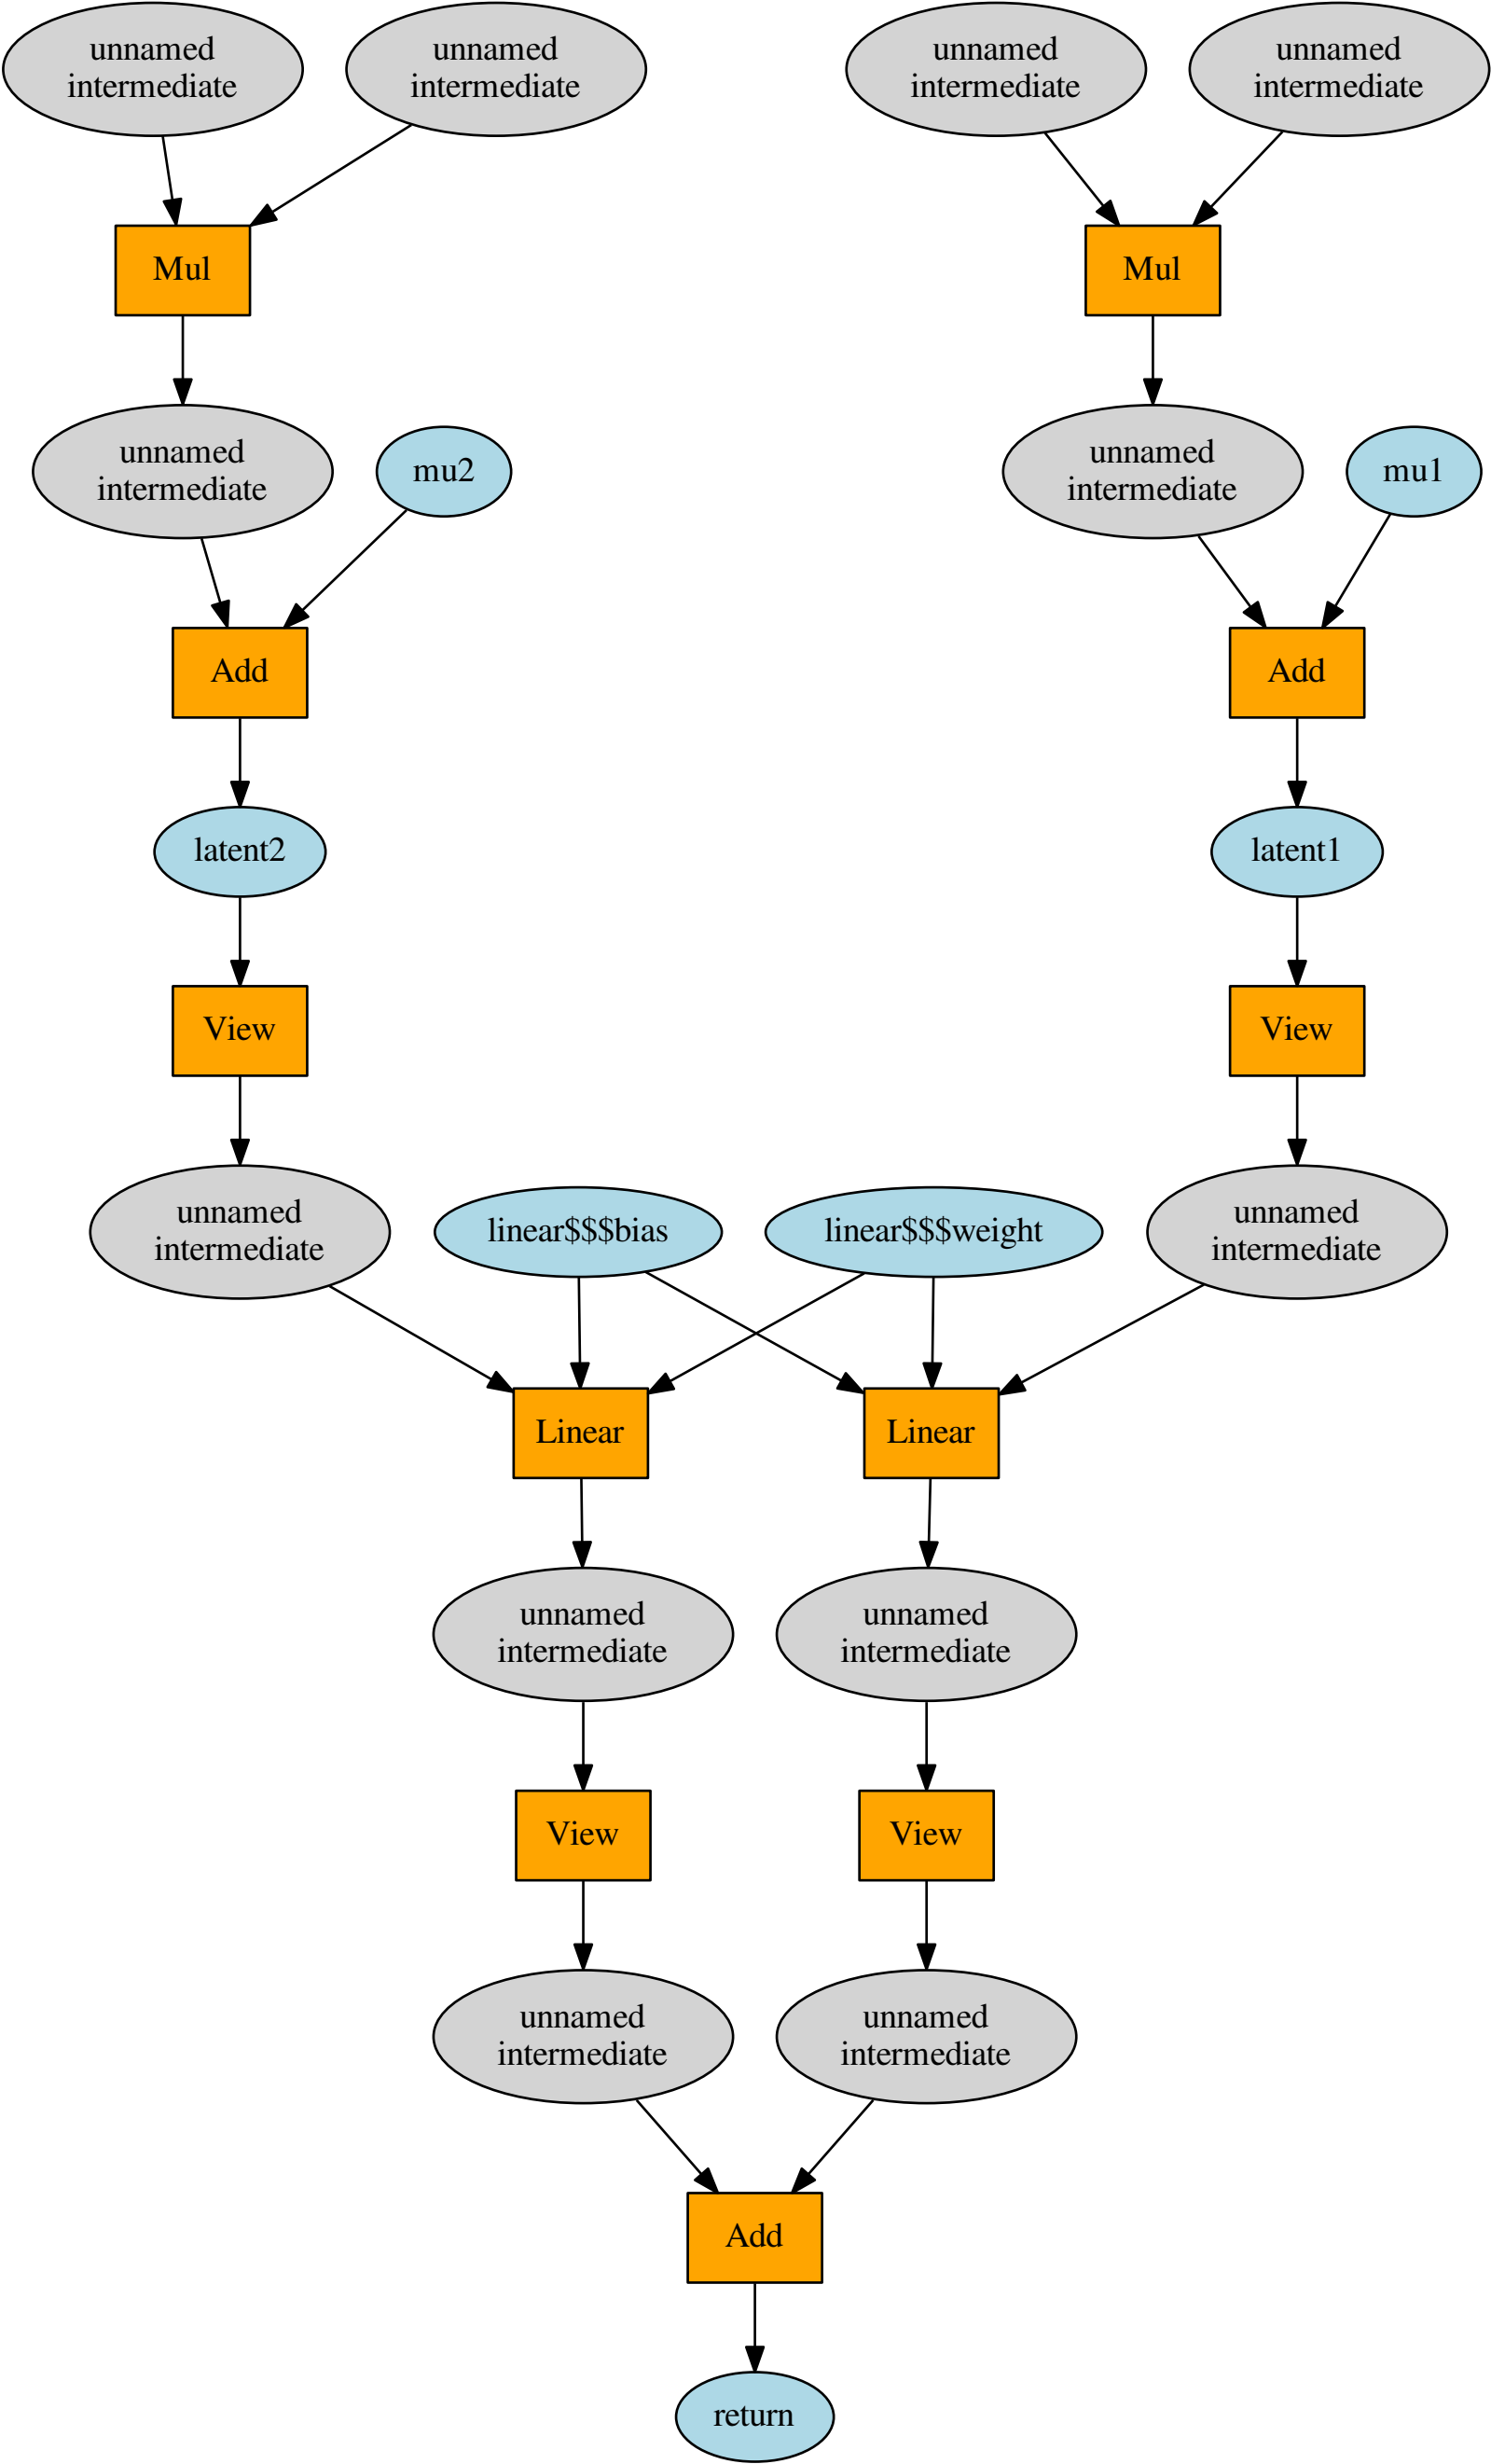 unnamed
intermediate
unnamed
intermediate
unnamed
intermediate
unnamed
intermediate
Mul
Mul
unnamed
intermediate
mu2
unnamed
intermediate
mu1
Add
Add
latent2
latent1
View
View
unnamed
intermediate
linear$$$bias
linear$$$weight
unnamed
intermediate
Linear
Linear
unnamed
intermediate
unnamed
intermediate
View
View
unnamed
intermediate
unnamed
intermediate
Add
return